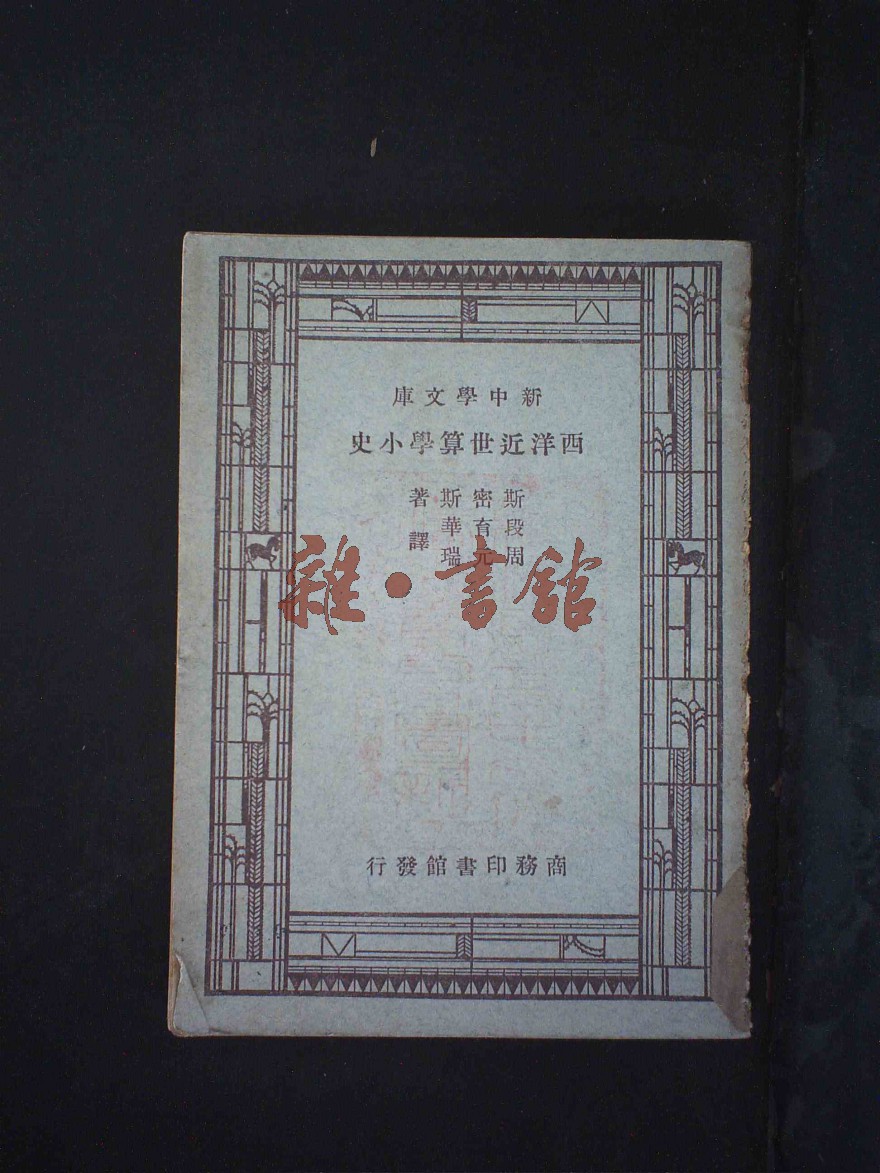 新中學文庫
西洋近世算學小史
斯密斯著
段育華
周元瑞
譯
雜·書館
商務印書館發行